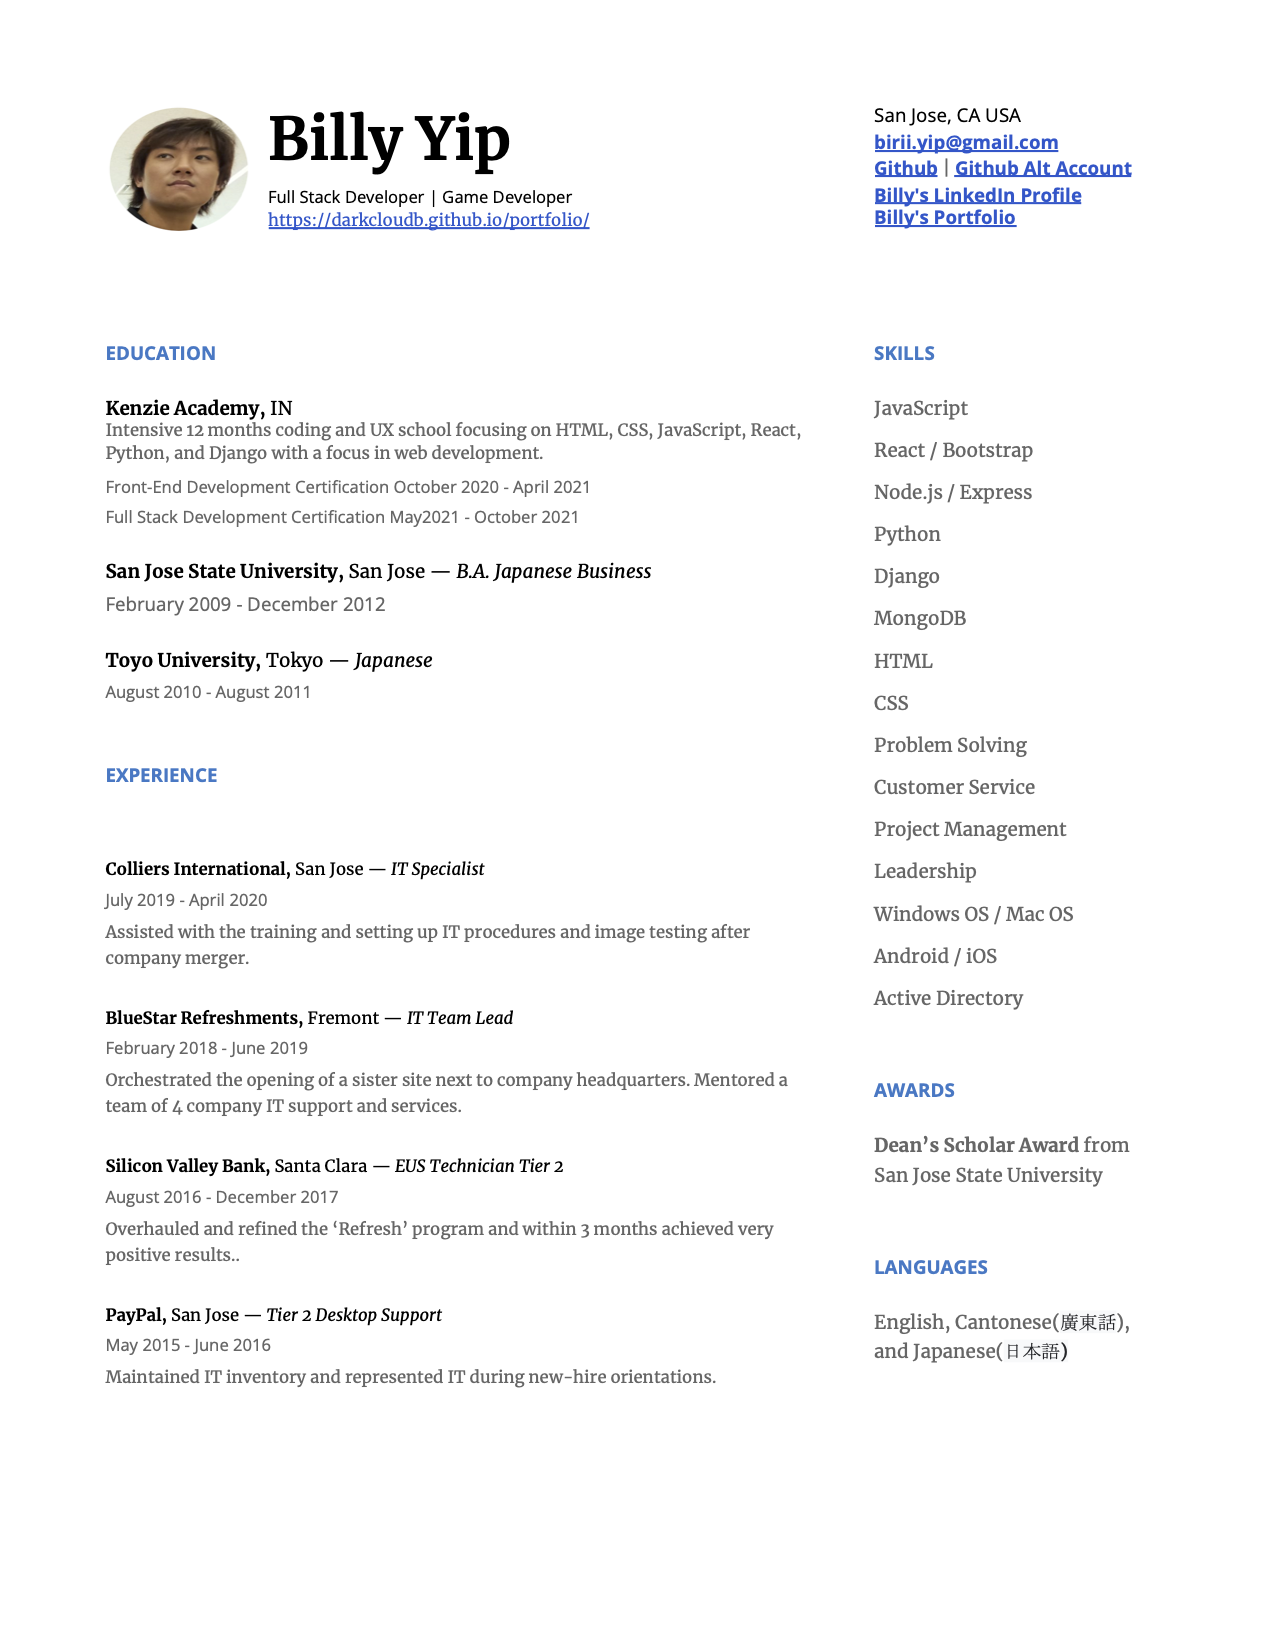 Billy Yip
Full Stack Developer | Game Developer
https://darkcloudb.github.io/portfolio/
San Jose, CA USA
birii.yip@gmail.com
Github | Github Alt Account
Billy's LinkedIn Profile
Billy's Portfolio
EDUCATION
Kenzie Academy, IN
Intensive 12 months coding and UX school focusing on HTML, CSS, JavaScript, React,
Python, and Django with a focus in web development.
Front-End Development Certification October 2020 - April 2021
Full Stack Development Certification May2021 - October 2021
San Jose State University, San Jose — B.A. Japanese Business
February 2009 - December 2012
Toyo University, Tokyo — Japanese
August 2010 - August 2011
EXPERIENCE
Colliers International, San Jose — IT Specialist
July 2019 - April 2020
Assisted with the training and setting up IT procedures and image testing after
company merger.
BlueStar Refreshments, Fremont — IT Team Lead
February 2018 - June 2019
Orchestrated the opening of a sister site next to company headquarters. Mentored a
team of 4 company IT support and services.
Silicon Valley Bank, Santa Clara — EUS Technician Tier 2
August 2016 - December 2017
Overhauled and refined the ‘Refresh’ program and within 3 months achieved very
positive results..
PayPal, San Jose — Tier 2 Desktop Support
May 2015 - June 2016
Maintained IT inventory and represented IT during new-hire orientations.
SKILLS
JavaScript
React / Bootstrap
Node.js / Express
Python
Django
MongoDB
HTML
CSS
Problem Solving
Customer Service
Project Management
Leadership
Windows OS / Mac OS
Android / iOS
Active Directory
AWARDS
Dean’s Scholar Award from
San Jose State University
LANGUAGES
English, Cantonese(廣東話),
and Japanese(日本語)